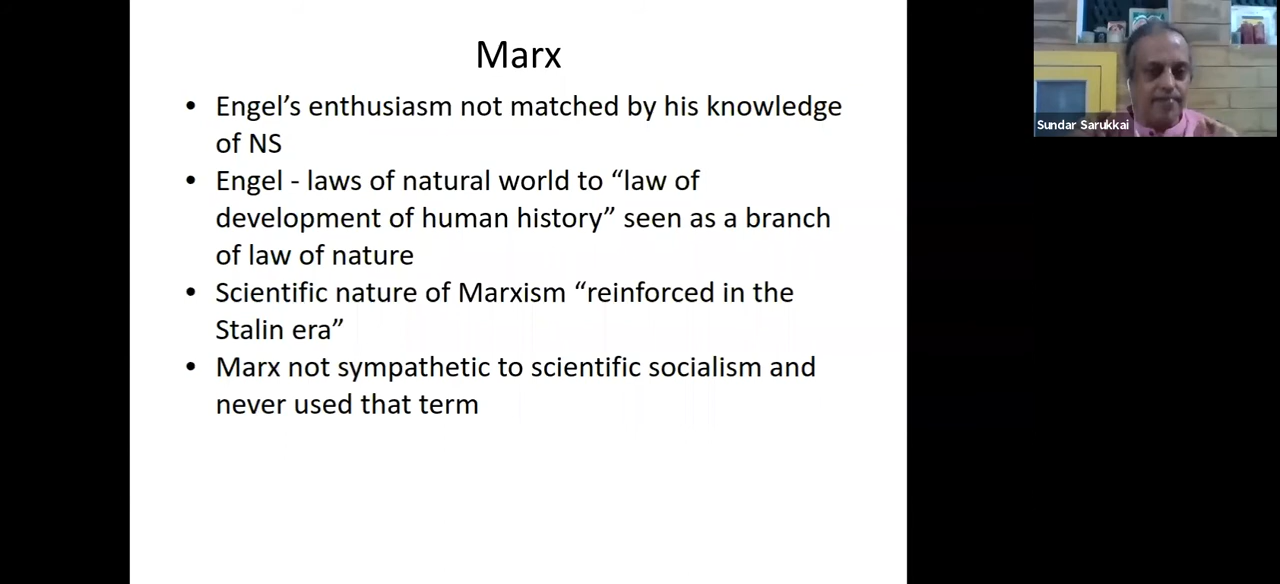 Marx
• Engel’s enthusiasm not matched by his knowledge
of NS
• Engel - laws of natural world to “law of
development of human history” seen as a branch
of law of nature
• Scientific nature of Marxism “reinforced in the
Stalin era”
• Marx not sympathetic to scientific socialism and
never used that term
Sundar Sarukkai